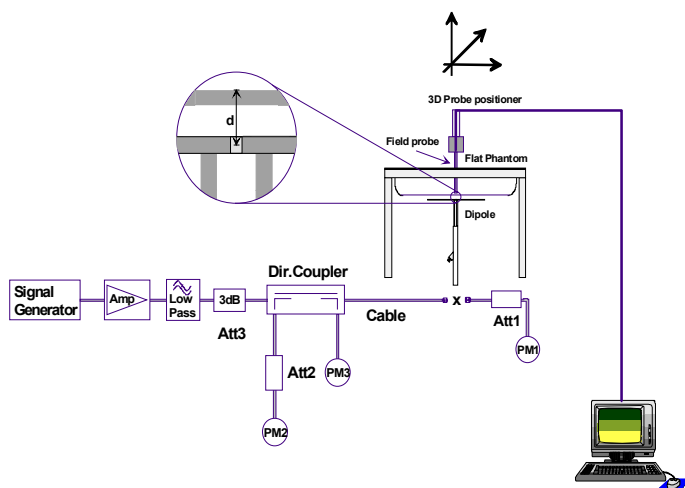 d
3D Probe positioner
Field probe
Flat Phantom
Dipole
Dir.Coupler
Signal
Generator
Amp
Low
Pass
3dB
Att3
Cable
x
Att1
PM1
Att2
PM3
PM2